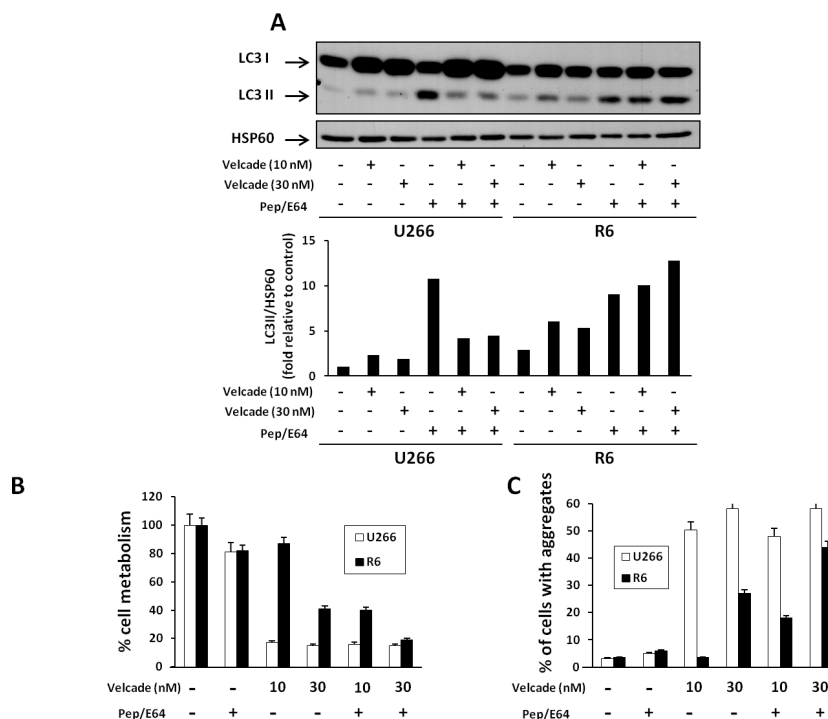 A
LC3 I
LC3 II
HSP60
Velcade (10 nM) - + - - + - - + - - + -
Velcade (30 nM) - - + - - + - - + - - +
Pep/E64 - - - + + + - - - + + +
U266 R6
LC3II/HSP60
(fold relative to control)
15
10
5
0
Velcade (10 nM) - + - - + - - + - - + -
Velcade (30 nM) - - + - - + - - + - - +
Pep/E64 - - - + + + - - - + + +
U266 R6
B
% cell metabolism
120
100
80
60
40
20
0
U266
R6
Velcade (nM) - - 10 30 10 30
Pep/E64 - + - - + +
C
% of cells with aggregates
60
50
40
30
20
10
0
U266
R6
Velcade (nM) - - 10 30 10 30
Pep/E64 - + - - + +